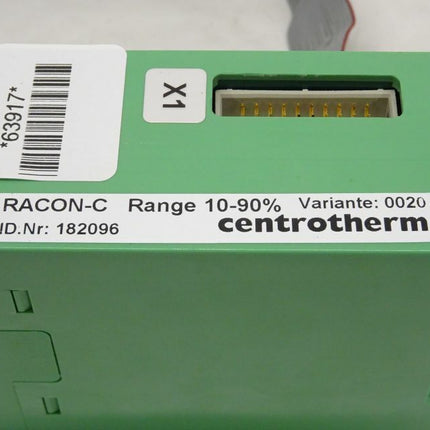 *63917*
X1
RACON-C Range 10-90% Variante: 0020
ID.Nr: 182096 centrotherm